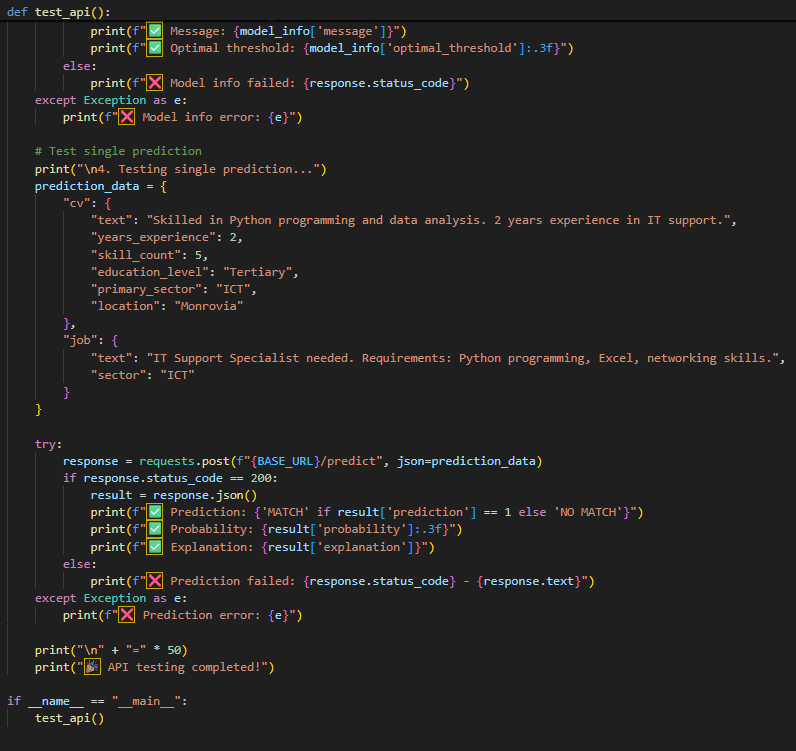 def test_api():
            print(f"✅ Message: {model_info['message']}")
            print(f"✅ Optimal threshold: {model_info['optimal_threshold']:.3f}")
        else:
            print(f"❌ Model info failed: {response.status_code}")
    except Exception as e:
        print(f"❌ Model info error: {e}")

    # Test single prediction
    print("\n4. Testing single prediction...")
    prediction_data = {
        "cv": {
            "text": "Skilled in Python programming and data analysis. 2 years experience in IT support.",
            "years_experience": 2,
            "skill_count": 5,
            "education_level": "Tertiary",
            "primary_sector": "ICT",
            "location": "Monrovia"
        },
        "job": {
            "text": "IT Support Specialist needed. Requirements: Python programming, Excel, networking skills.",
            "sector": "ICT"
        }
    }

    try:
        response = requests.post(f"{BASE_URL}/predict", json=prediction_data)
        if response.status_code == 200:
            result = response.json()
            print(f"✅ Prediction: {'MATCH' if result['prediction'] == 1 else 'NO MATCH'}")
            print(f"✅ Probability: {result['probability']:.3f}")
            print(f"✅ Explanation: {result['explanation']}")
        else:
            print(f"❌ Prediction failed: {response.status_code} - {response.text}")
    except Exception as e:
        print(f"❌ Prediction error: {e}")

    print("\n" + "=" * 50)
    print("🎉 API testing completed!")

if __name__ == "__main__":
    test_api()